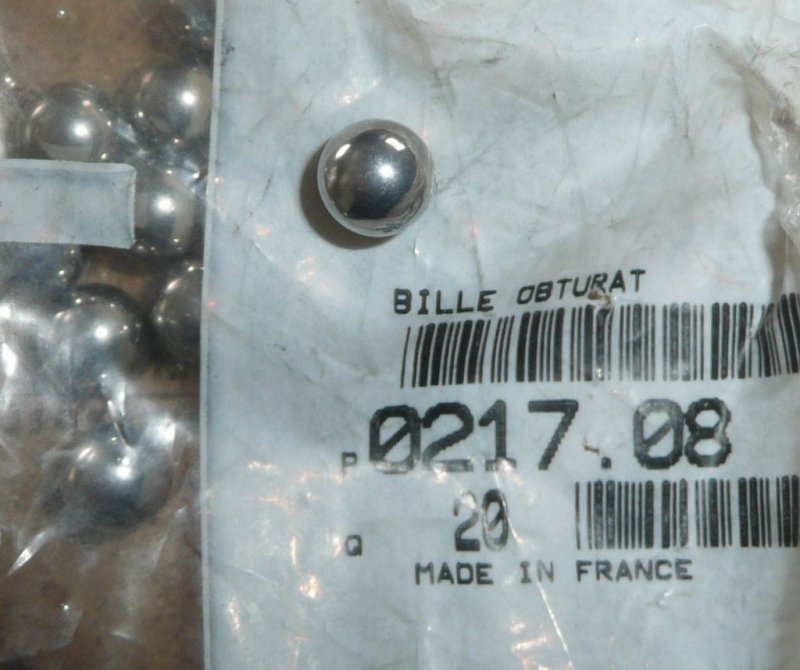 BILLE OBTURAT
P 0217.08
Q 20
MADE IN FRANCE